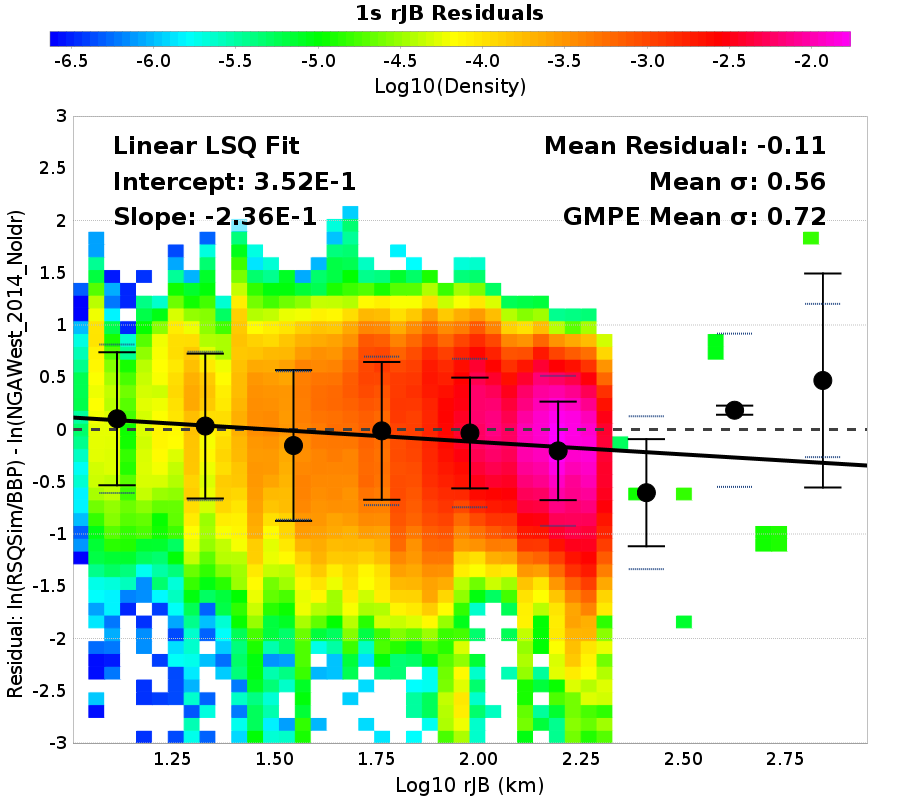 1s rJB Residuals
-6.5 -6.0 -5.5 -5.0 -4.5 -4.0 -3.5 -3.0 -2.5 -2.0
Log10(Density)
Linear LSQ Fit
Intercept: 3.52E-1
Slope: -2.36E-1
Mean Residual: -0.11
Mean σ: 0.56
GMPE Mean σ: 0.72
Residual: ln(RSQSim/BBP) - ln(NGAWest_2014_NoIdr)
3
2.5
2
1.5
1
0.5
0
-0.5
-1
-1.5
-2
-2.5
-3
1.25 1.50 1.75 2.00 2.25 2.50 2.75
Log10 rJB (km)